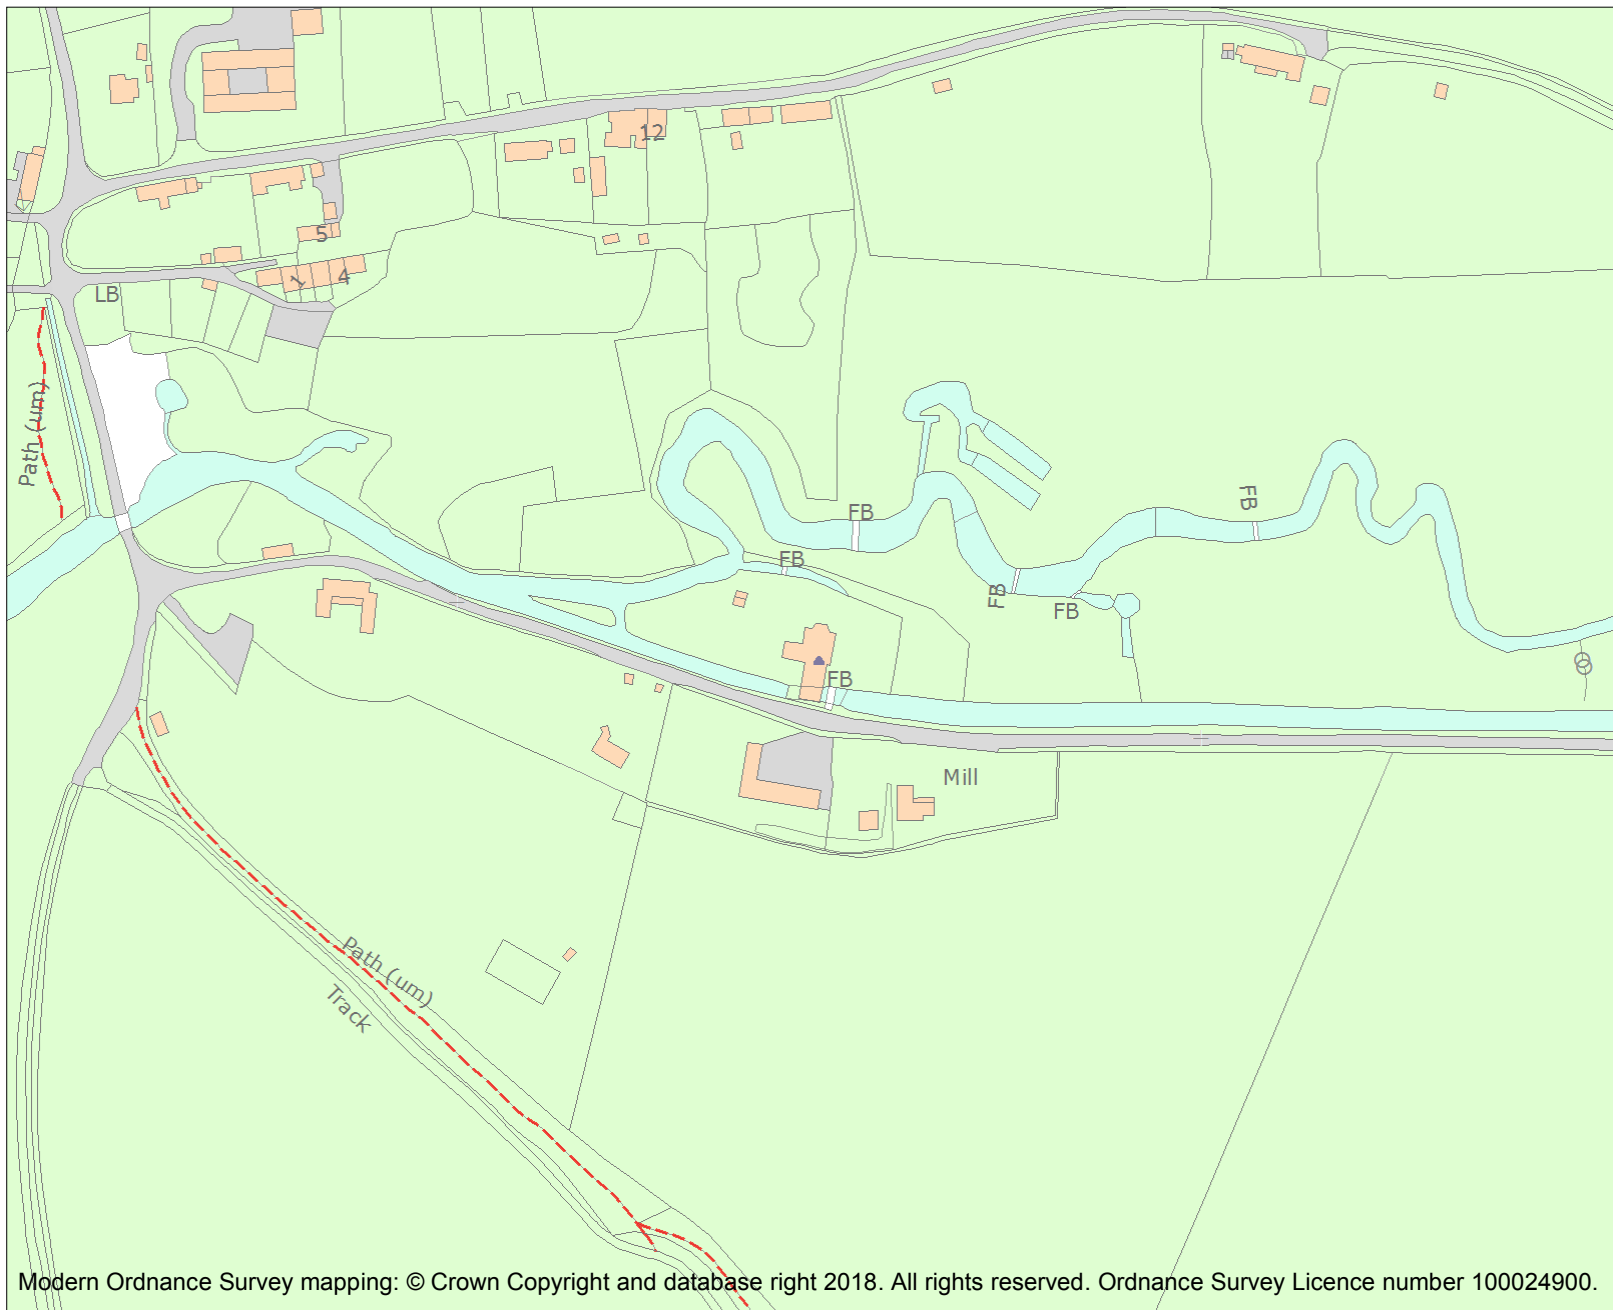 12
5
1
4
LB
Path (um)
FB
FB
FB
FB
FB
FB
Mill
Path (um)
Track
Modern Ordnance Survey mapping: © Crown Copyright and database right 2018. All rights reserved. Ordnance Survey Licence number 100024900.